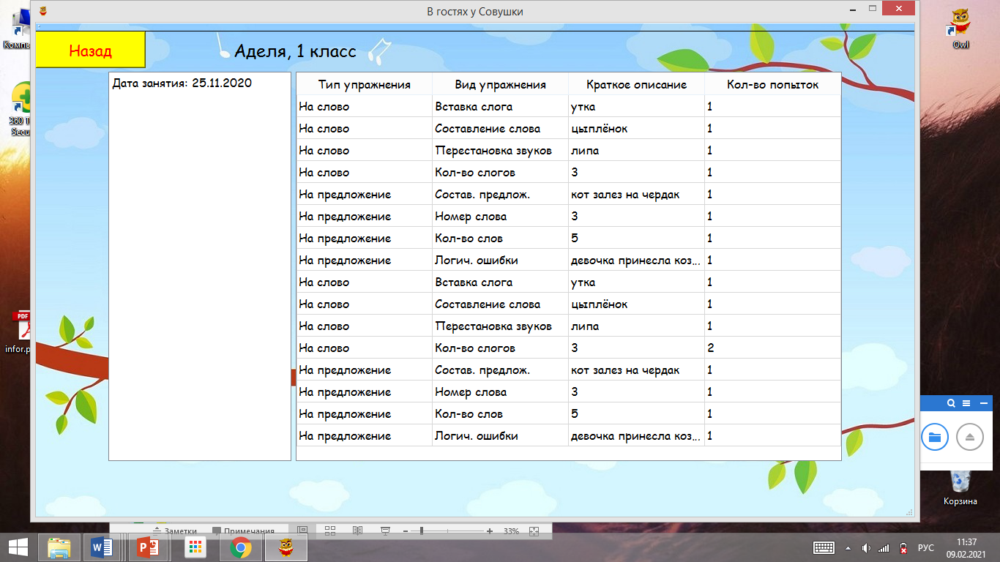 В гостях у Совушки
Назад
Аделя, 1 класс
Дата занятия: 25.11.2020
Тип упражнения Вид упражнения Краткое описание Кол-во попыток
На слово Вставка слога утка 1
На слово Составление слова цыплёнок 1
На слово Перестановка звуков липа 1
На слово Кол-во слогов 3 1
На предложение Состав. предлож. кот залез на чердак 1
На предложение Номер слова 3 1
На предложение Кол-во слов 5 1
На предложение Логич. ошибки девочка принесла коз... 1
На слово Вставка слога утка 1
На слово Составление слова цыплёнок 1
На слово Перестановка звуков липа 1
На слово Кол-во слогов 3 2
На предложение Состав. предлож. кот залез на чердак 1
На предложение Номер слова 3 1
На предложение Кол-во слов 5 1
На предложение Логич. ошибки девочка принесла коз... 1
Компь
360 T
Secu
PDF
infor.p
Owl
Корзина
Заметки Примечания 33%
РУС
11:37
09.02.2021